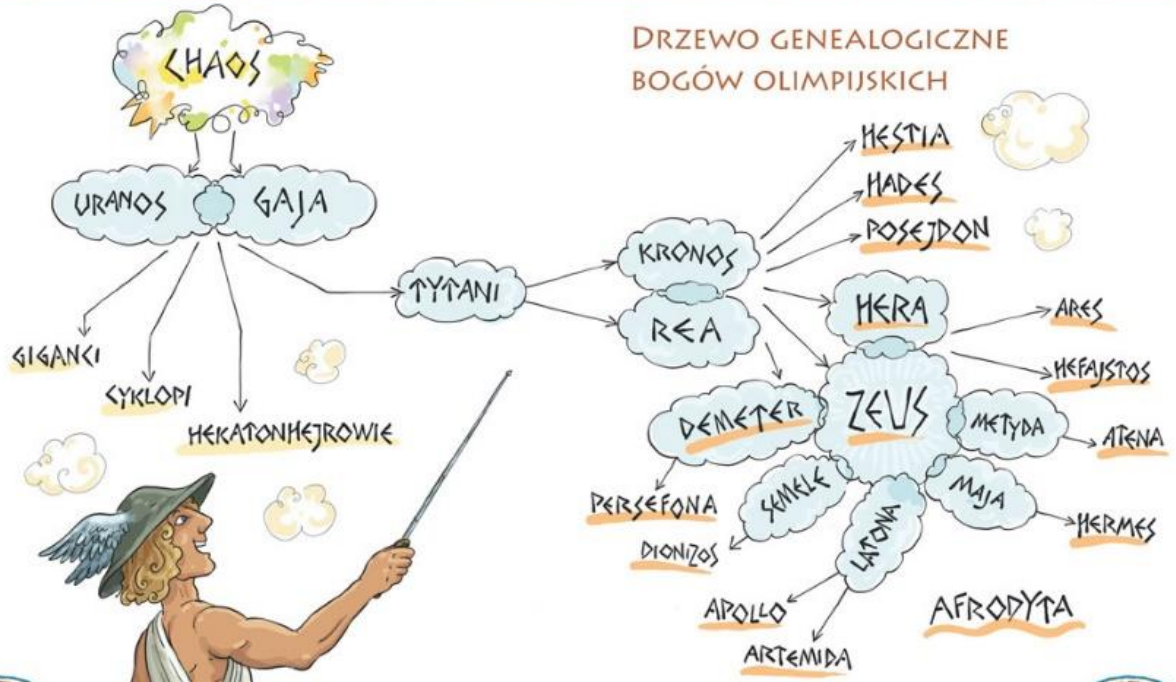 DRZEWO GENEALOGICZNE
BOGÓW OLIMPIJSKICH
CHAOS
URANOS
GAJA
GIGANCI
CYKLOPI
HEKATONHEJROWIE
TYTANI
KRONOS
REA
HESTIA
HADES
POSEJDON
HERA
ZEUS
ARES
HEFAJSTOS
DEMETER
METYDA
ATENA
PERSEFONA
SEMELE
DIONIZOS
LATONA
MAJA
HERMES
APOLLO
ARTEMIDA
AFRODYTA